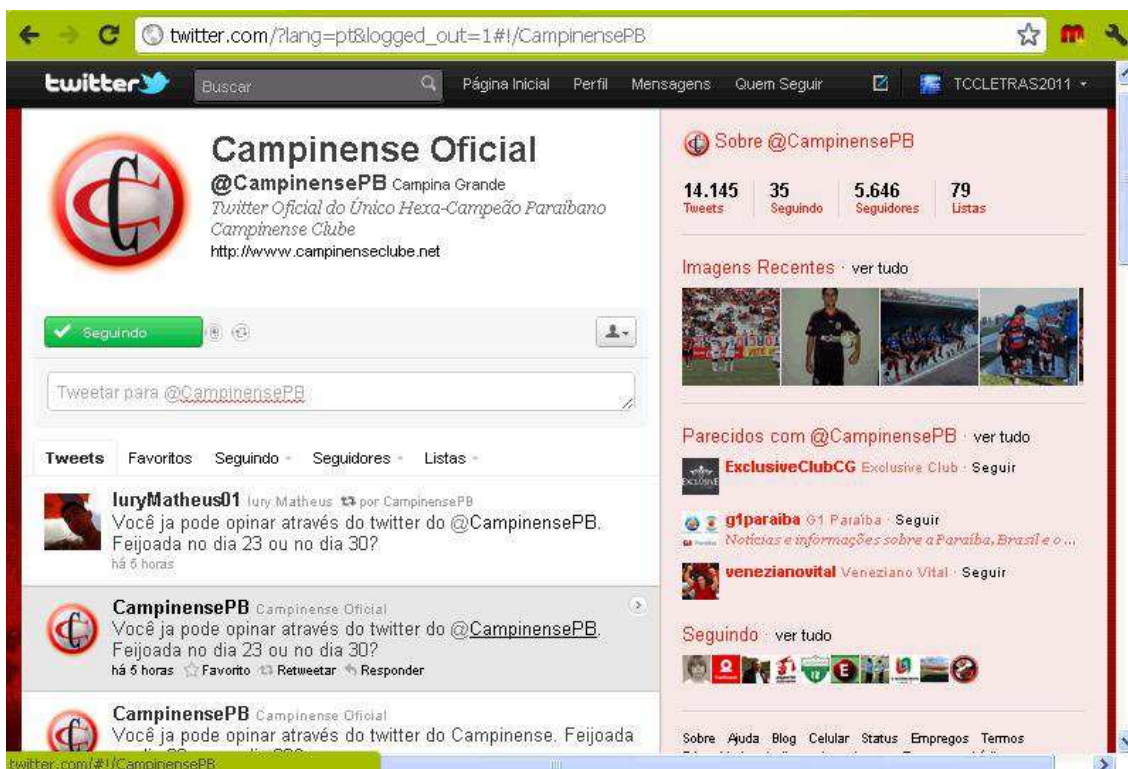 twitter.com/?lang=pt&logged_out=1#!/CampinensePB
twitter
Buscar
Página Inicial Perfil Mensagens Quem Seguir TCCLETRAS2011
Campinense Oficial
@CampinensePB Campina Grande
Twitter Oficial do Único Hexa-Campeão Paraibano
Campinense Clube
http://www.campinenseclube.net
Seguindo
Tweetar para @CampinensePB
Tweets Favoritos Seguindo Seguidores Listas
IuryMatheus01 Iury Matheus por CampinensePB
Você ja pode opinar através do twitter do @CampinensePB.
Feijoada no dia 23 ou no dia 30?
há 5 horas
CampinensePB Campinense Oficial
Você ja pode opinar através do twitter do @CampinensePB.
Feijoada no dia 23 ou no dia 30?
há 5 horas Favorito Retweetar Responder
CampinensePB Campinense Oficial
Você ja pode opinar através do twitter do Campinense. Feijoada
Sobre @CampinensePB
14.145 35 5.646 79
Tweets Seguindo Seguidores Listas
Imagens Recentes · ver tudo
Parecidos com @CampinensePB · ver tudo
ExclusiveClubCG Exclusive Club · Seguir
g1paraiba G1 Paraíba · Seguir
Notícias e informações sobre a Paraíba, Brasil e o ...
venezianovital Veneziano Vital · Seguir
Seguindo · ver tudo
Sobre Ajuda Blog Celular Status Empregos Termos
twitter.com/#!/CampinensePB